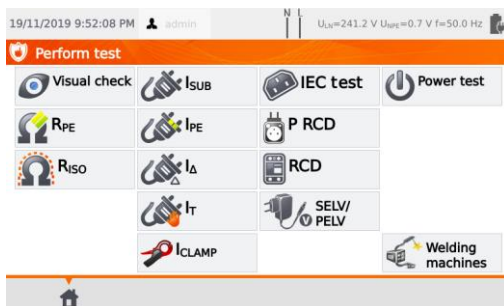 19/11/2019 9:52:08 PM admin N L ULN=241.2 V UNPE=0.7 V f=50.0 Hz
Perform test
Visual check ISUB IEC test Power test
RPE IPE P RCD
RISO IΔ RCD
IT SELV/
V PELV
ICLAMP Welding
machines